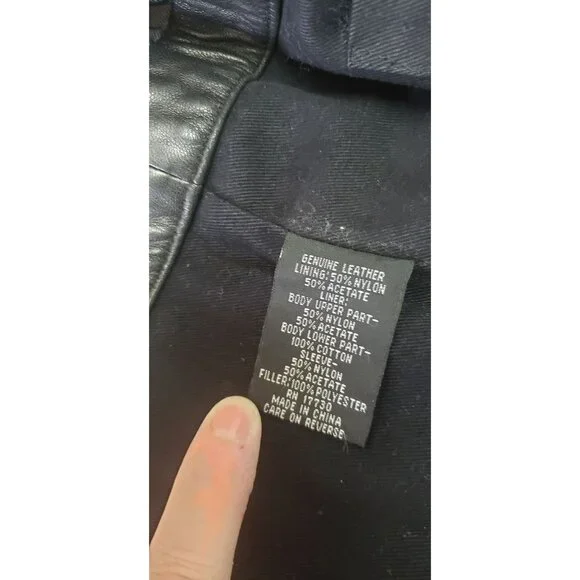 GENUINE LEATHER
LINING: 50% NYLON
50% ACETATE
LINER:
BODY UPPER PART-
50% NYLON
50% ACETATE
BODY LOWER PART-
100% COTTON
SLEEVE-
50% NYLON
50% ACETATE
FILLER: 100% POLYESTER
RN 17730
MADE IN CHINA
CARE ON REVERSE